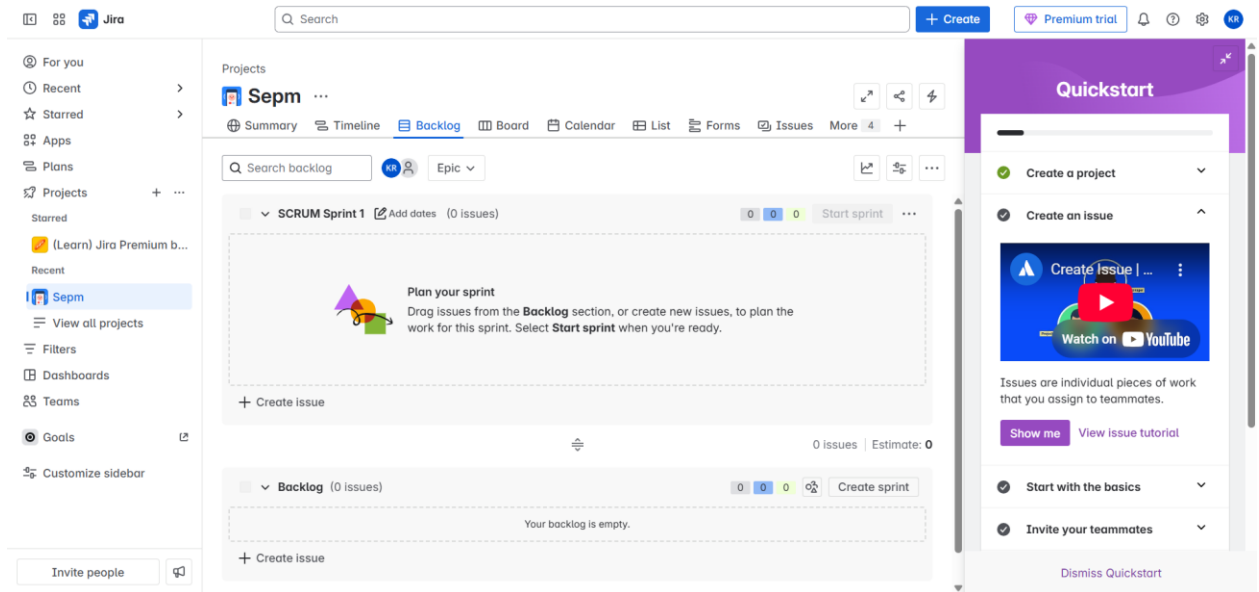 Jira
Search
+ Create
Premium trial
KR
For you
Recent
Starred
Apps
Plans
Projects
Starred
(Learn) Jira Premium b...
Recent
Sepm
View all projects
Filters
Dashboards
Teams
Goals
Customize sidebar
Invite people
Projects
Sepm
Summary
Timeline
Backlog
Board
Calendar
List
Forms
Issues
More 4
Search backlog
KR
Epic
SCRUM Sprint 1 Add dates (0 issues)
0 0 0 Start sprint
Plan your sprint
Drag issues from the Backlog section, or create new issues, to plan the
work for this sprint. Select Start sprint when you're ready.
+ Create issue
0 issues | Estimate: 0
Backlog (0 issues)
0 0 0 Create sprint
Your backlog is empty.
+ Create issue
Quickstart
Create a project
Create an issue
Create Issue | ...
Watch on YouTube
Issues are individual pieces of work
that you assign to teammates.
Show me View issue tutorial
Start with the basics
Invite your teammates
Dismiss Quickstart